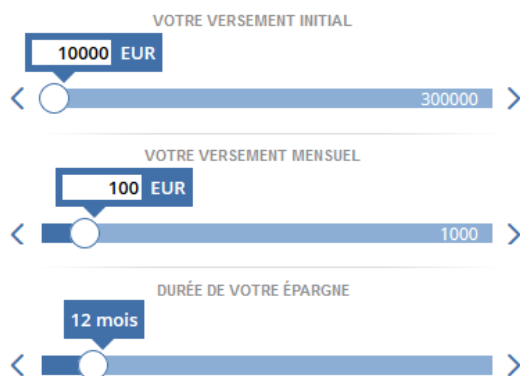 VOTRE VERSEMENT INITIAL
10000 EUR
300000
VOTRE VERSEMENT MENSUEL
100 EUR
1000
DURÉE DE VOTRE ÉPARGNE
12 mois